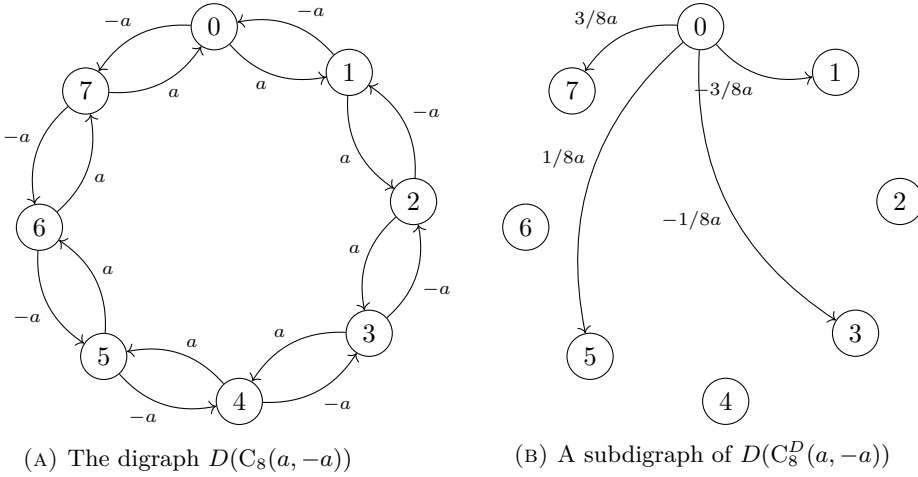 0
−a
−a
3/8a
0
7
a
a
1
7
−3/8a
1
−a
−a
a
a
1/8a
6
2
6
−1/8a
2
a
a
−a
−a
5
3
5
3
a
a
−a
−a
4
4
(A) The digraph D(C₈(a, −a))
(B) A subdigraph of D(C₈ᴰ(a, −a))